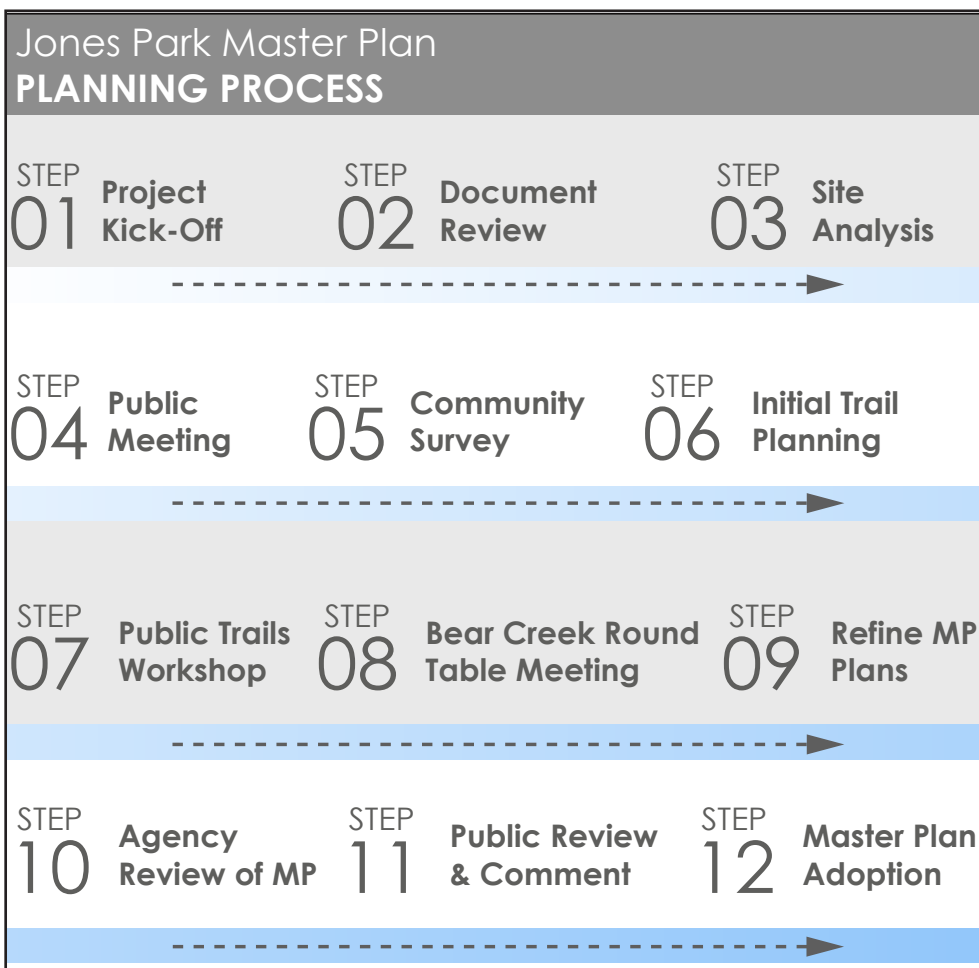 Jones Park Master Plan
PLANNING PROCESS
STEP
01
Project
Kick-Off
STEP
02
Document
Review
STEP
03
Site
Analysis
STEP
04
Public
Meeting
STEP
05
Community
Survey
STEP
06
Initial Trail
Planning
STEP
07
Public Trails
Workshop
STEP
08
Bear Creek Round
Table Meeting
STEP
09
Refine MP
Plans
STEP
10
Agency
Review of MP
STEP
11
Public Review
& Comment
STEP
12
Master Plan
Adoption